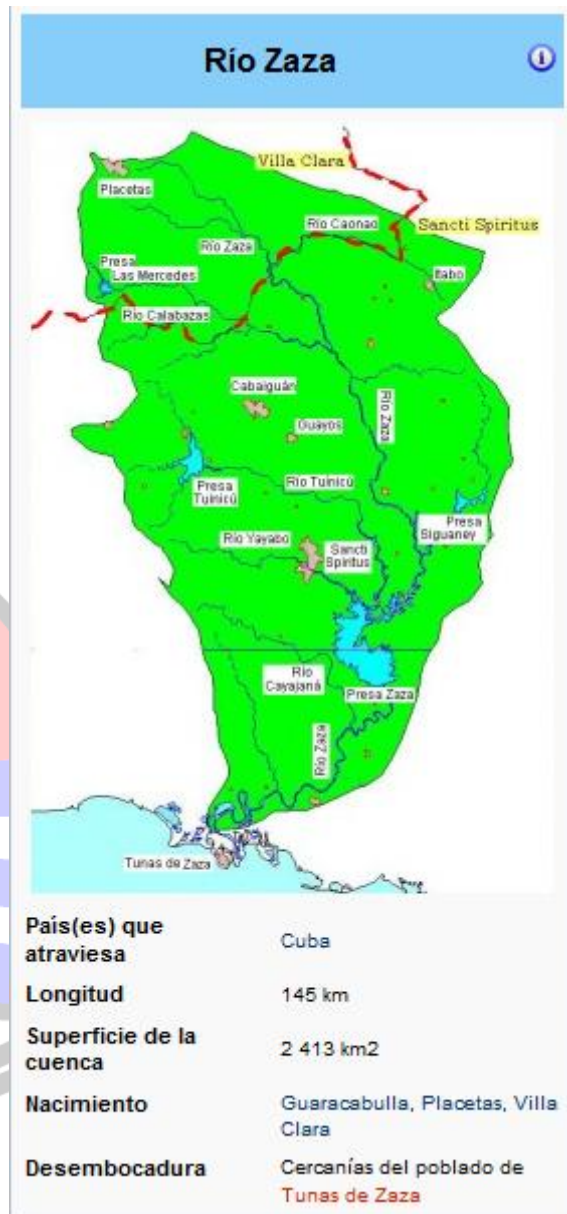 Río Zaza
Villa Clara
Placetas
Río Caonao
Sancti Spiritus
Río Zaza
Presa
Las Mercedes
Itabo
Río Calabazas
Cabaiguán
Río Zaza
Guayos
Presa
Tuinicú
Río Tuinicú
Presa
Siguaney
Río Yayabo
Sancti
Spiritus
Río
Cayajaná
Presa Zaza
Río Zaza
Tunas de Zaza
País(es) que
atraviesa
Cuba
Longitud
145 km
Superficie de la
cuenca
2 413 km2
Nacimiento
Guaracabulla, Placetas, Villa
Clara
Desembocadura
Cercanías del poblado de
Tunas de Zaza